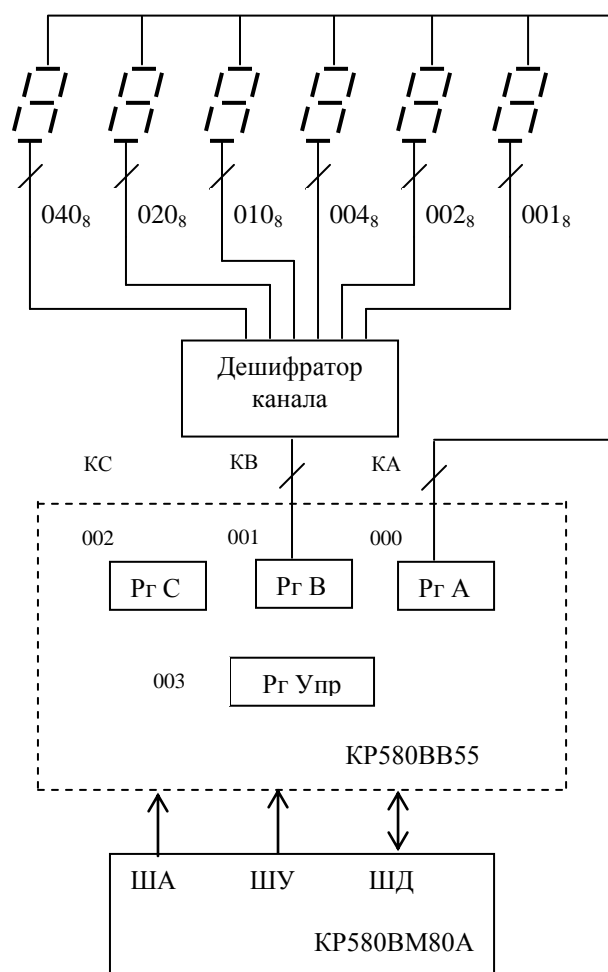 040₈ 020₈ 010₈ 004₈ 002₈ 001₈
Дешифратор
канала
КС КВ КА
002 001 000
Рг С Рг В Рг А
003 Рг Упр
КР580ВВ55
ША ШУ ШД
КР580ВМ80А